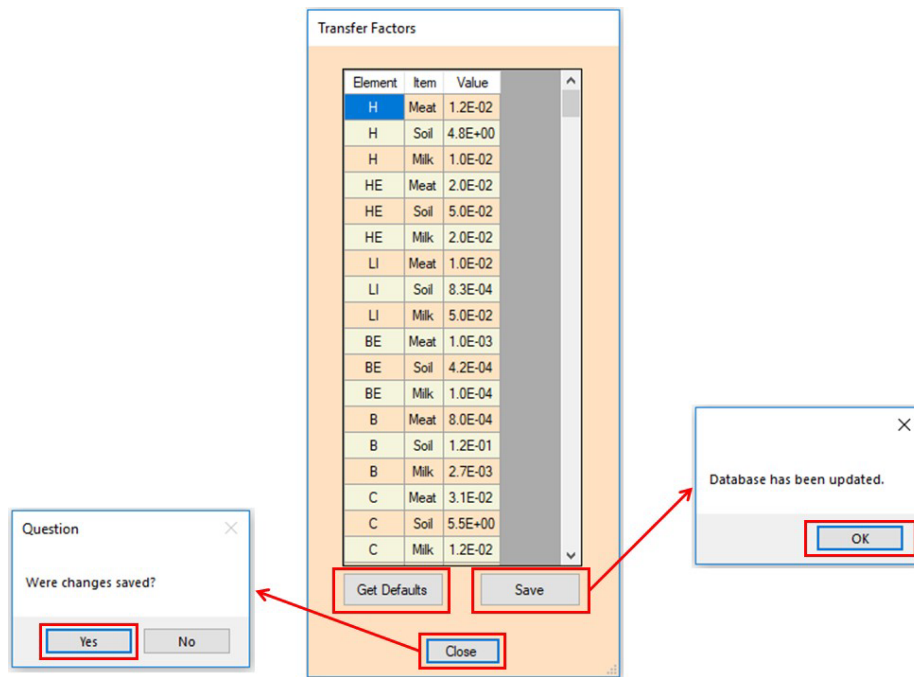 Transfer Factors
Element Item Value
H Meat 1.2E-02
H Soil 4.8E+00
H Milk 1.0E-02
HE Meat 2.0E-02
HE Soil 5.0E-02
HE Milk 2.0E-02
LI Meat 1.0E-02
LI Soil 8.3E-04
LI Milk 5.0E-02
BE Meat 1.0E-03
BE Soil 4.2E-04
BE Milk 1.0E-04
B Meat 8.0E-04
B Soil 1.2E-01
B Milk 2.7E-03
C Meat 3.1E-02
C Soil 5.5E+00
C Milk 1.2E-02
Get Defaults Save
Close
Question
Were changes saved?
Yes No
Database has been updated.
OK